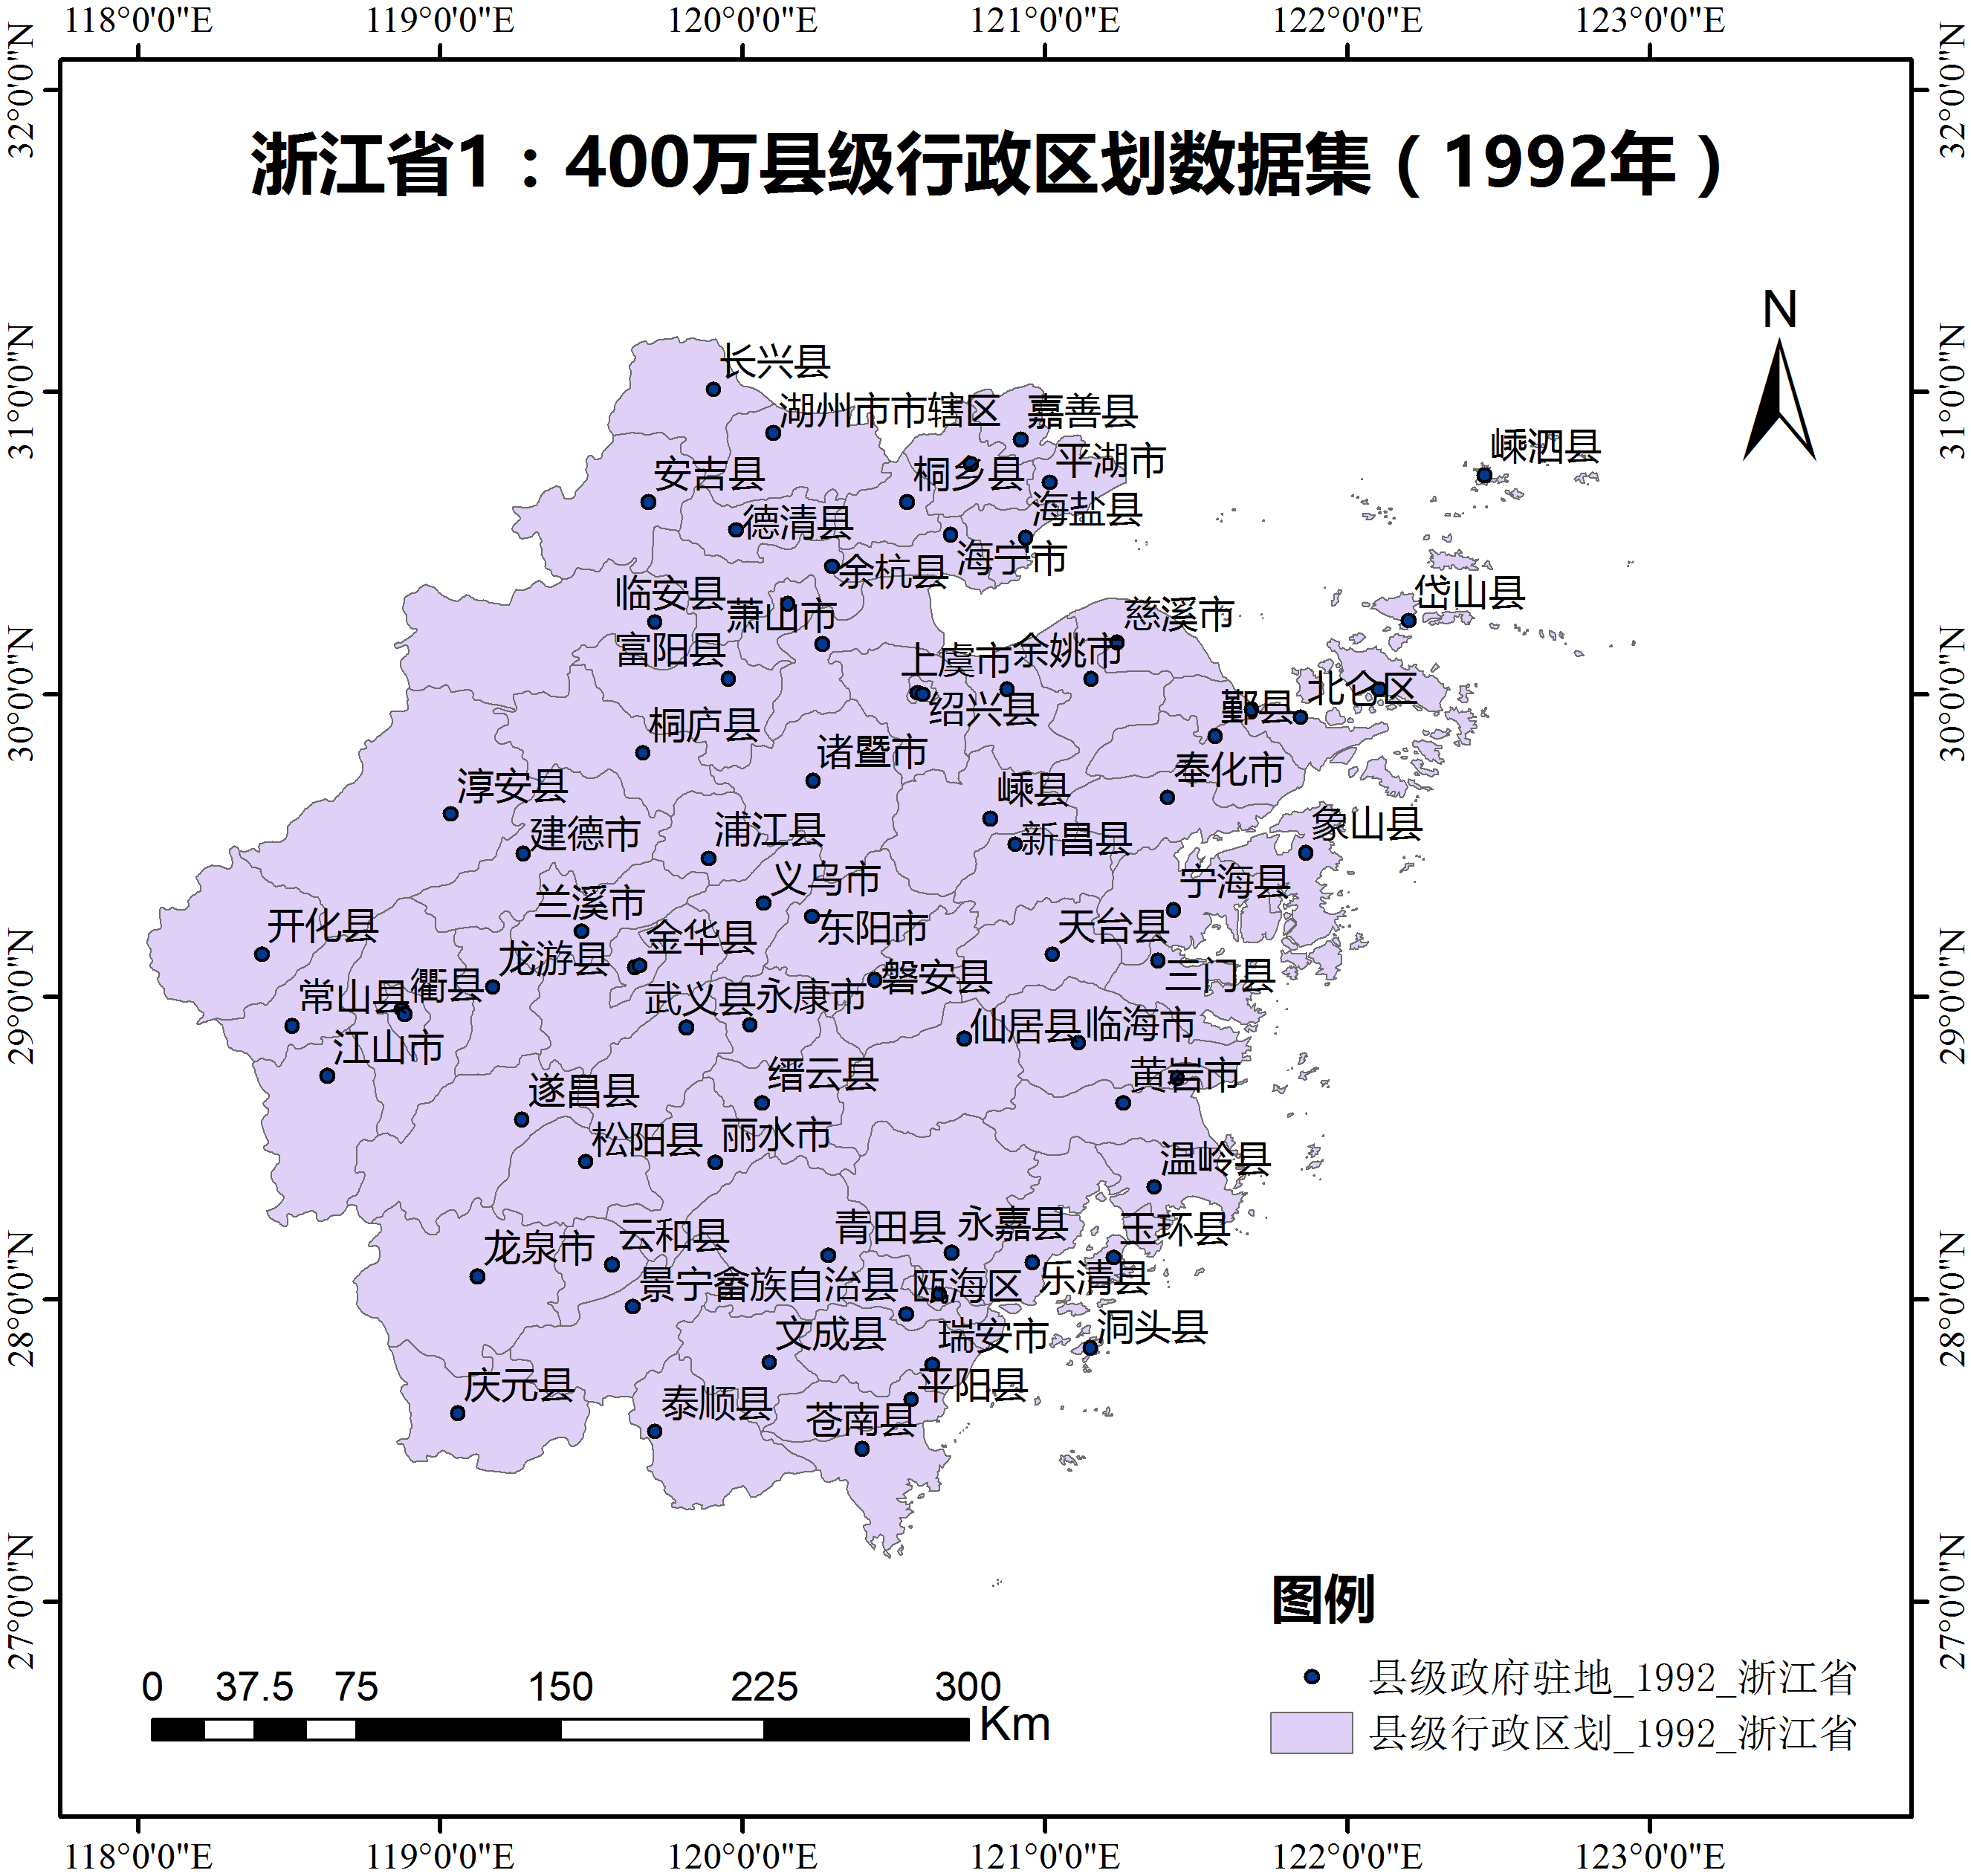 118°0'0"E 119°0'0"E 120°0'0"E 121°0'0"E 122°0'0"E 123°0'0"E
32°0'0"N
32°0'0"N
浙江省1：400万县级行政区划数据集（1992年）
N
31°0'0"N
31°0'0"N
长兴县
湖州市市辖区
嘉善县
嵊泗县
平湖市
安吉县
桐乡县
海盐县
德清县
海宁市
余杭县
临安县
岱山县
萧山市
慈溪市
富阳县
余姚市
上虞市
30°0'0"N
30°0'0"N
北仑区
鄞县
绍兴县
桐庐县
诸暨市
奉化市
淳安县
嵊县
象山县
建德市
浦江县
新昌县
义乌市
宁海县
兰溪市
开化县
东阳市
天台县
金华县
龙游县
磐安县
三门县
衢县
常山县
武义县
永康市
29°0'0"N
29°0'0"N
仙居县
临海市
江山市
缙云县
黄岩市
遂昌县
松阳县
丽水市
温岭县
青田县
永嘉县
玉环县
云和县
龙泉市
景宁畲族自治县
瓯海区
乐清县
28°0'0"N
28°0'0"N
文成县
瑞安市
洞头县
庆元县
平阳县
泰顺县
苍南县
27°0'0"N
27°0'0"N
图例
县级政府驻地_1992_浙江省
县级行政区划_1992_浙江省
0 37.5 75 150 225 300
Km
118°0'0"E 119°0'0"E 120°0'0"E 121°0'0"E 122°0'0"E 123°0'0"E